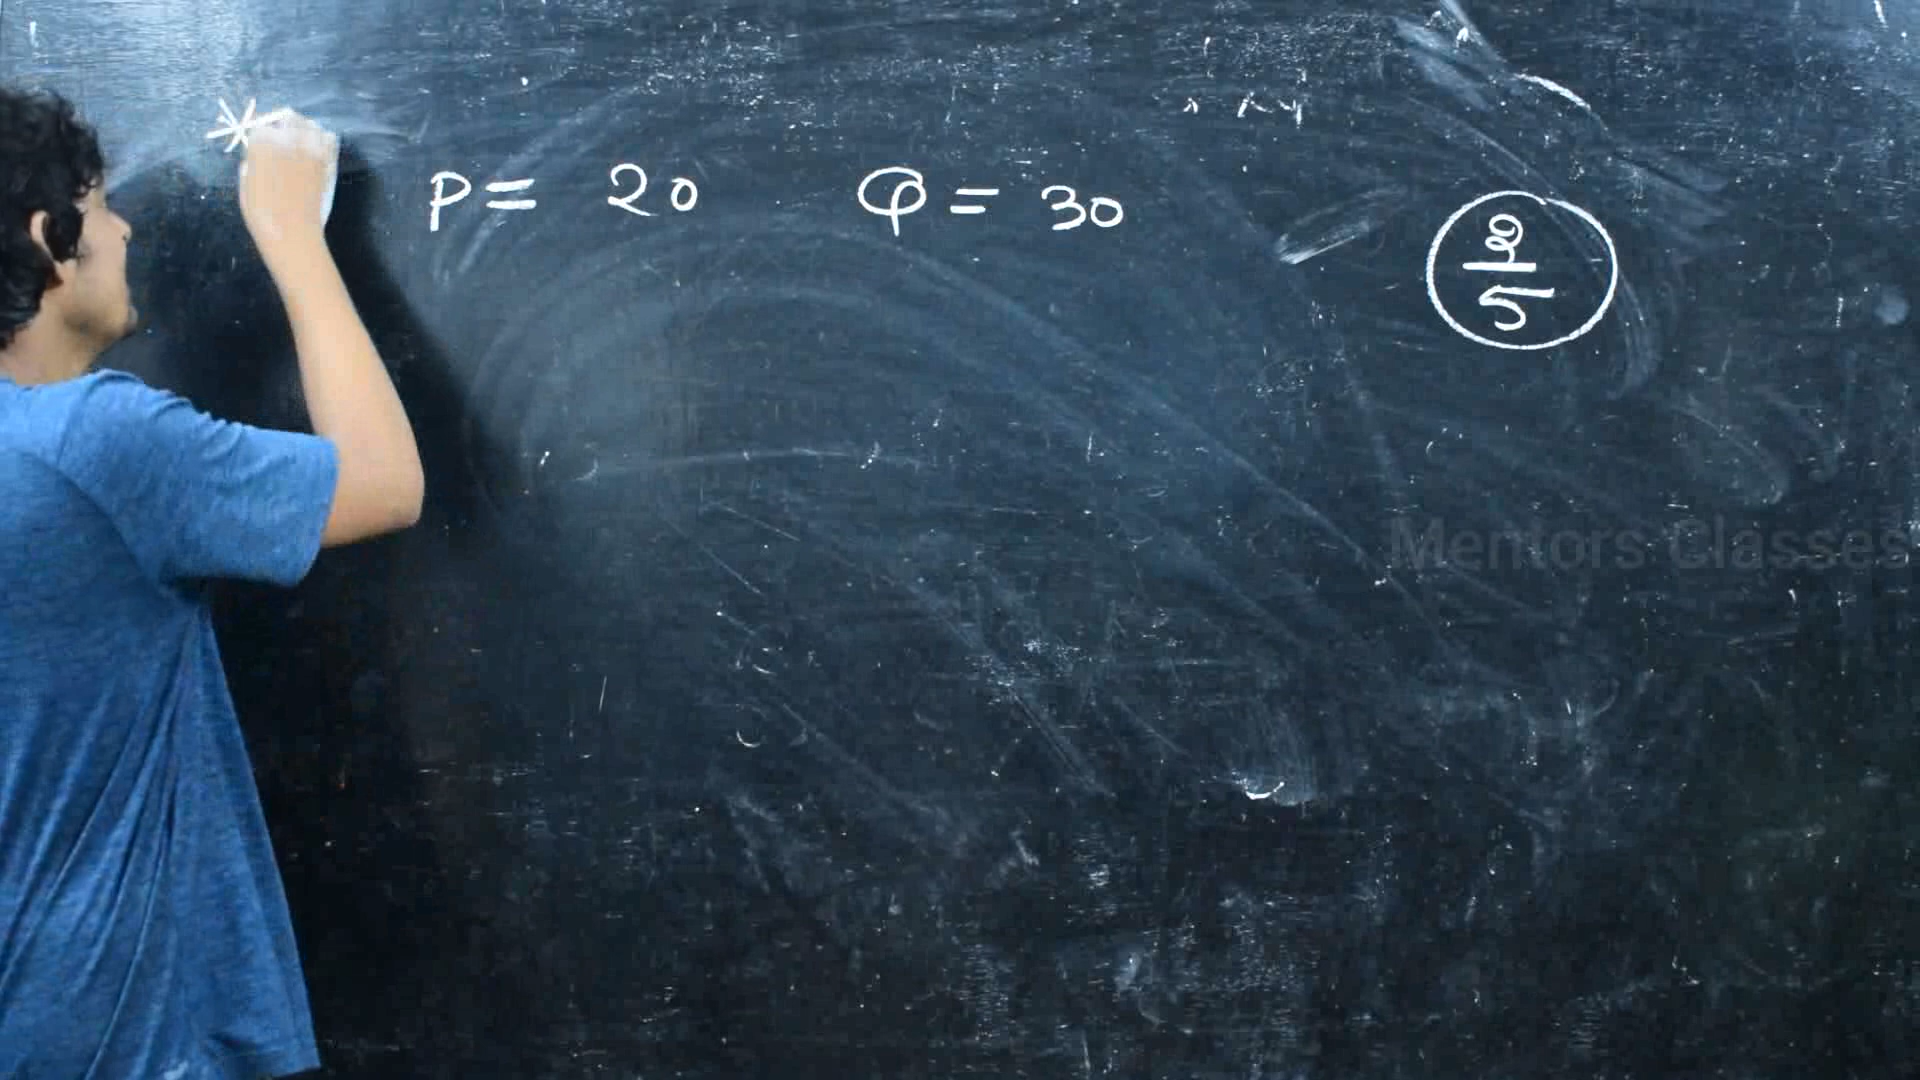 *
P = 20 Q = 30
2
5
Mentors Classes